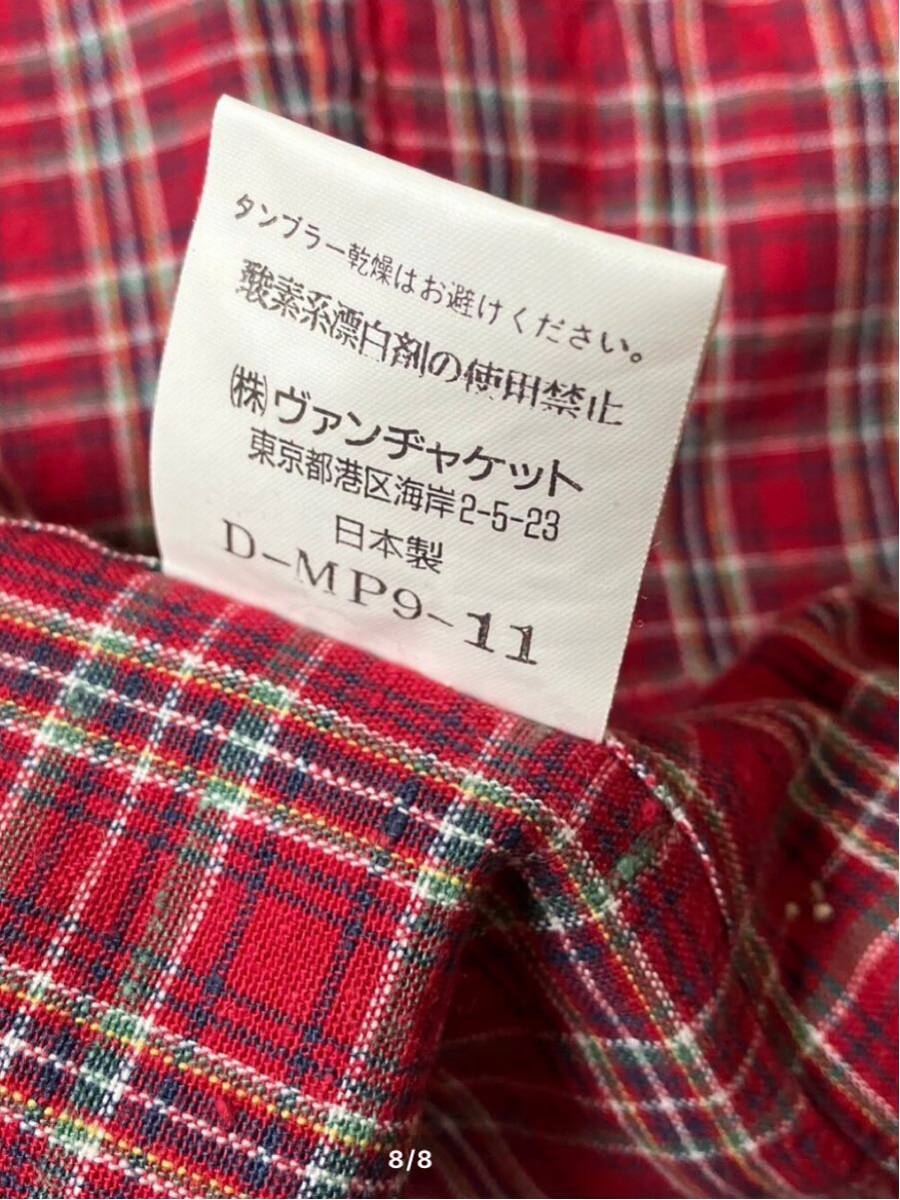 タンブラー乾燥はお避けください。
酸素系漂白剤の使用禁止
㈱ヴァンヂャケット
東京都港区海岸2-5-23
日本製
D-MP9-11
8/8